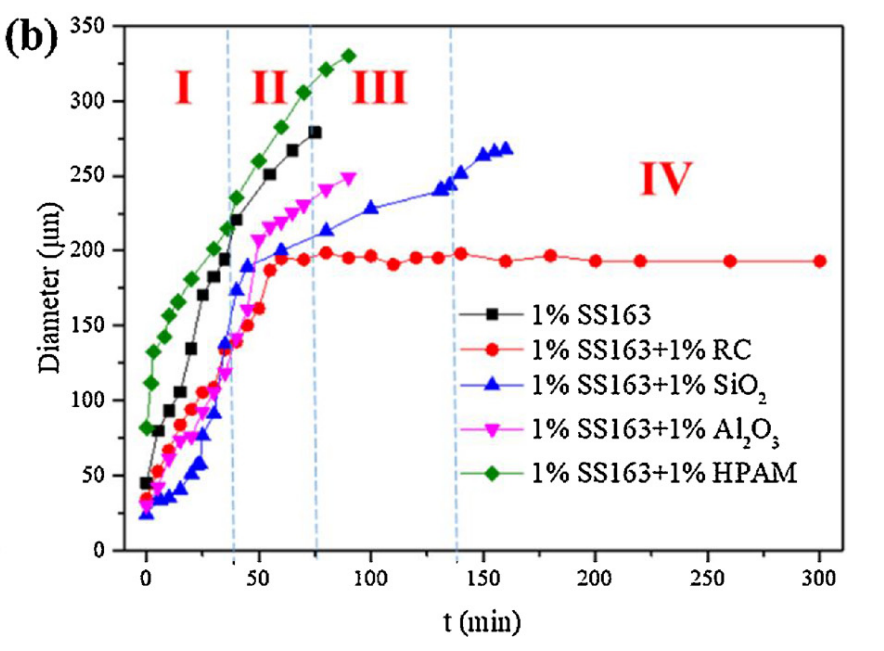 (b)
350
300
250
200
150
100
50
0
Diameter (μm)
I II III
IV
1% SS163
1% SS163+1% RC
1% SS163+1% SiO₂
1% SS163+1% Al₂O₃
1% SS163+1% HPAM
0 50 100 150 200 250 300
t (min)